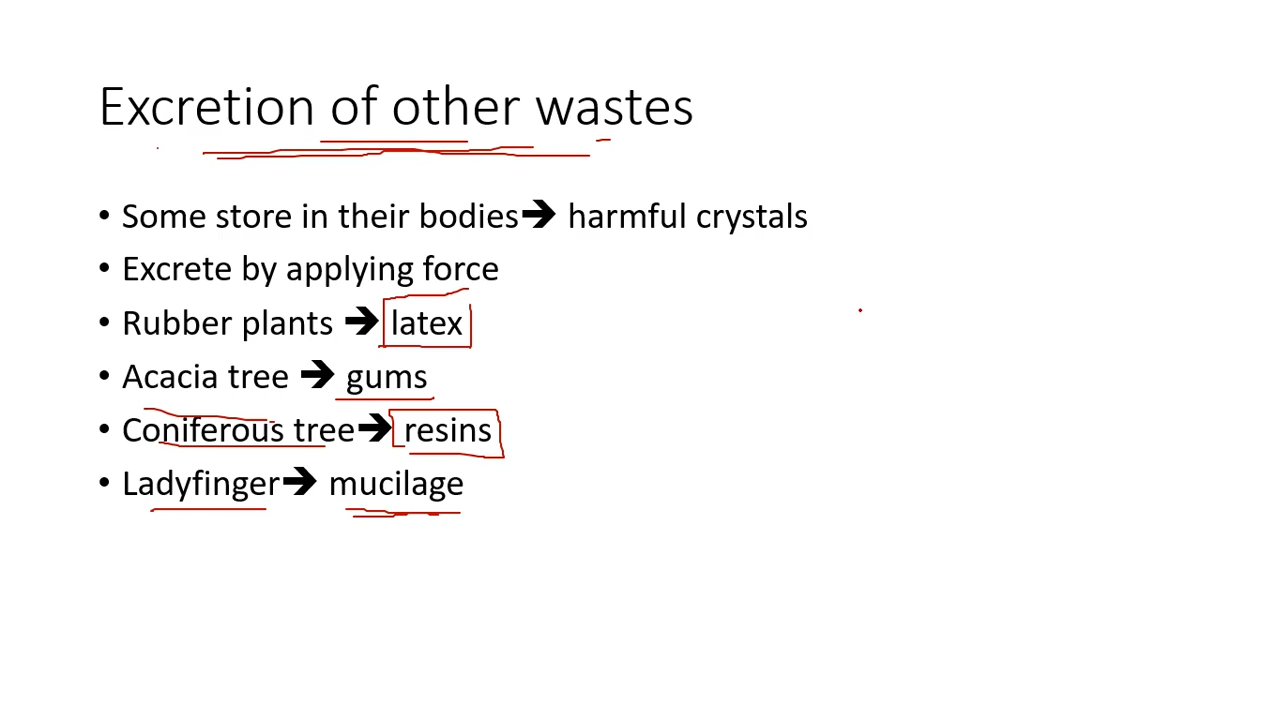 Excretion of other wastes
• Some store in their bodies🡺 harmful crystals
• Excrete by applying force
• Rubber plants 🡺 latex
• Acacia tree 🡺 gums
• Coniferous tree🡺 resins
• Ladyfinger🡺 mucilage